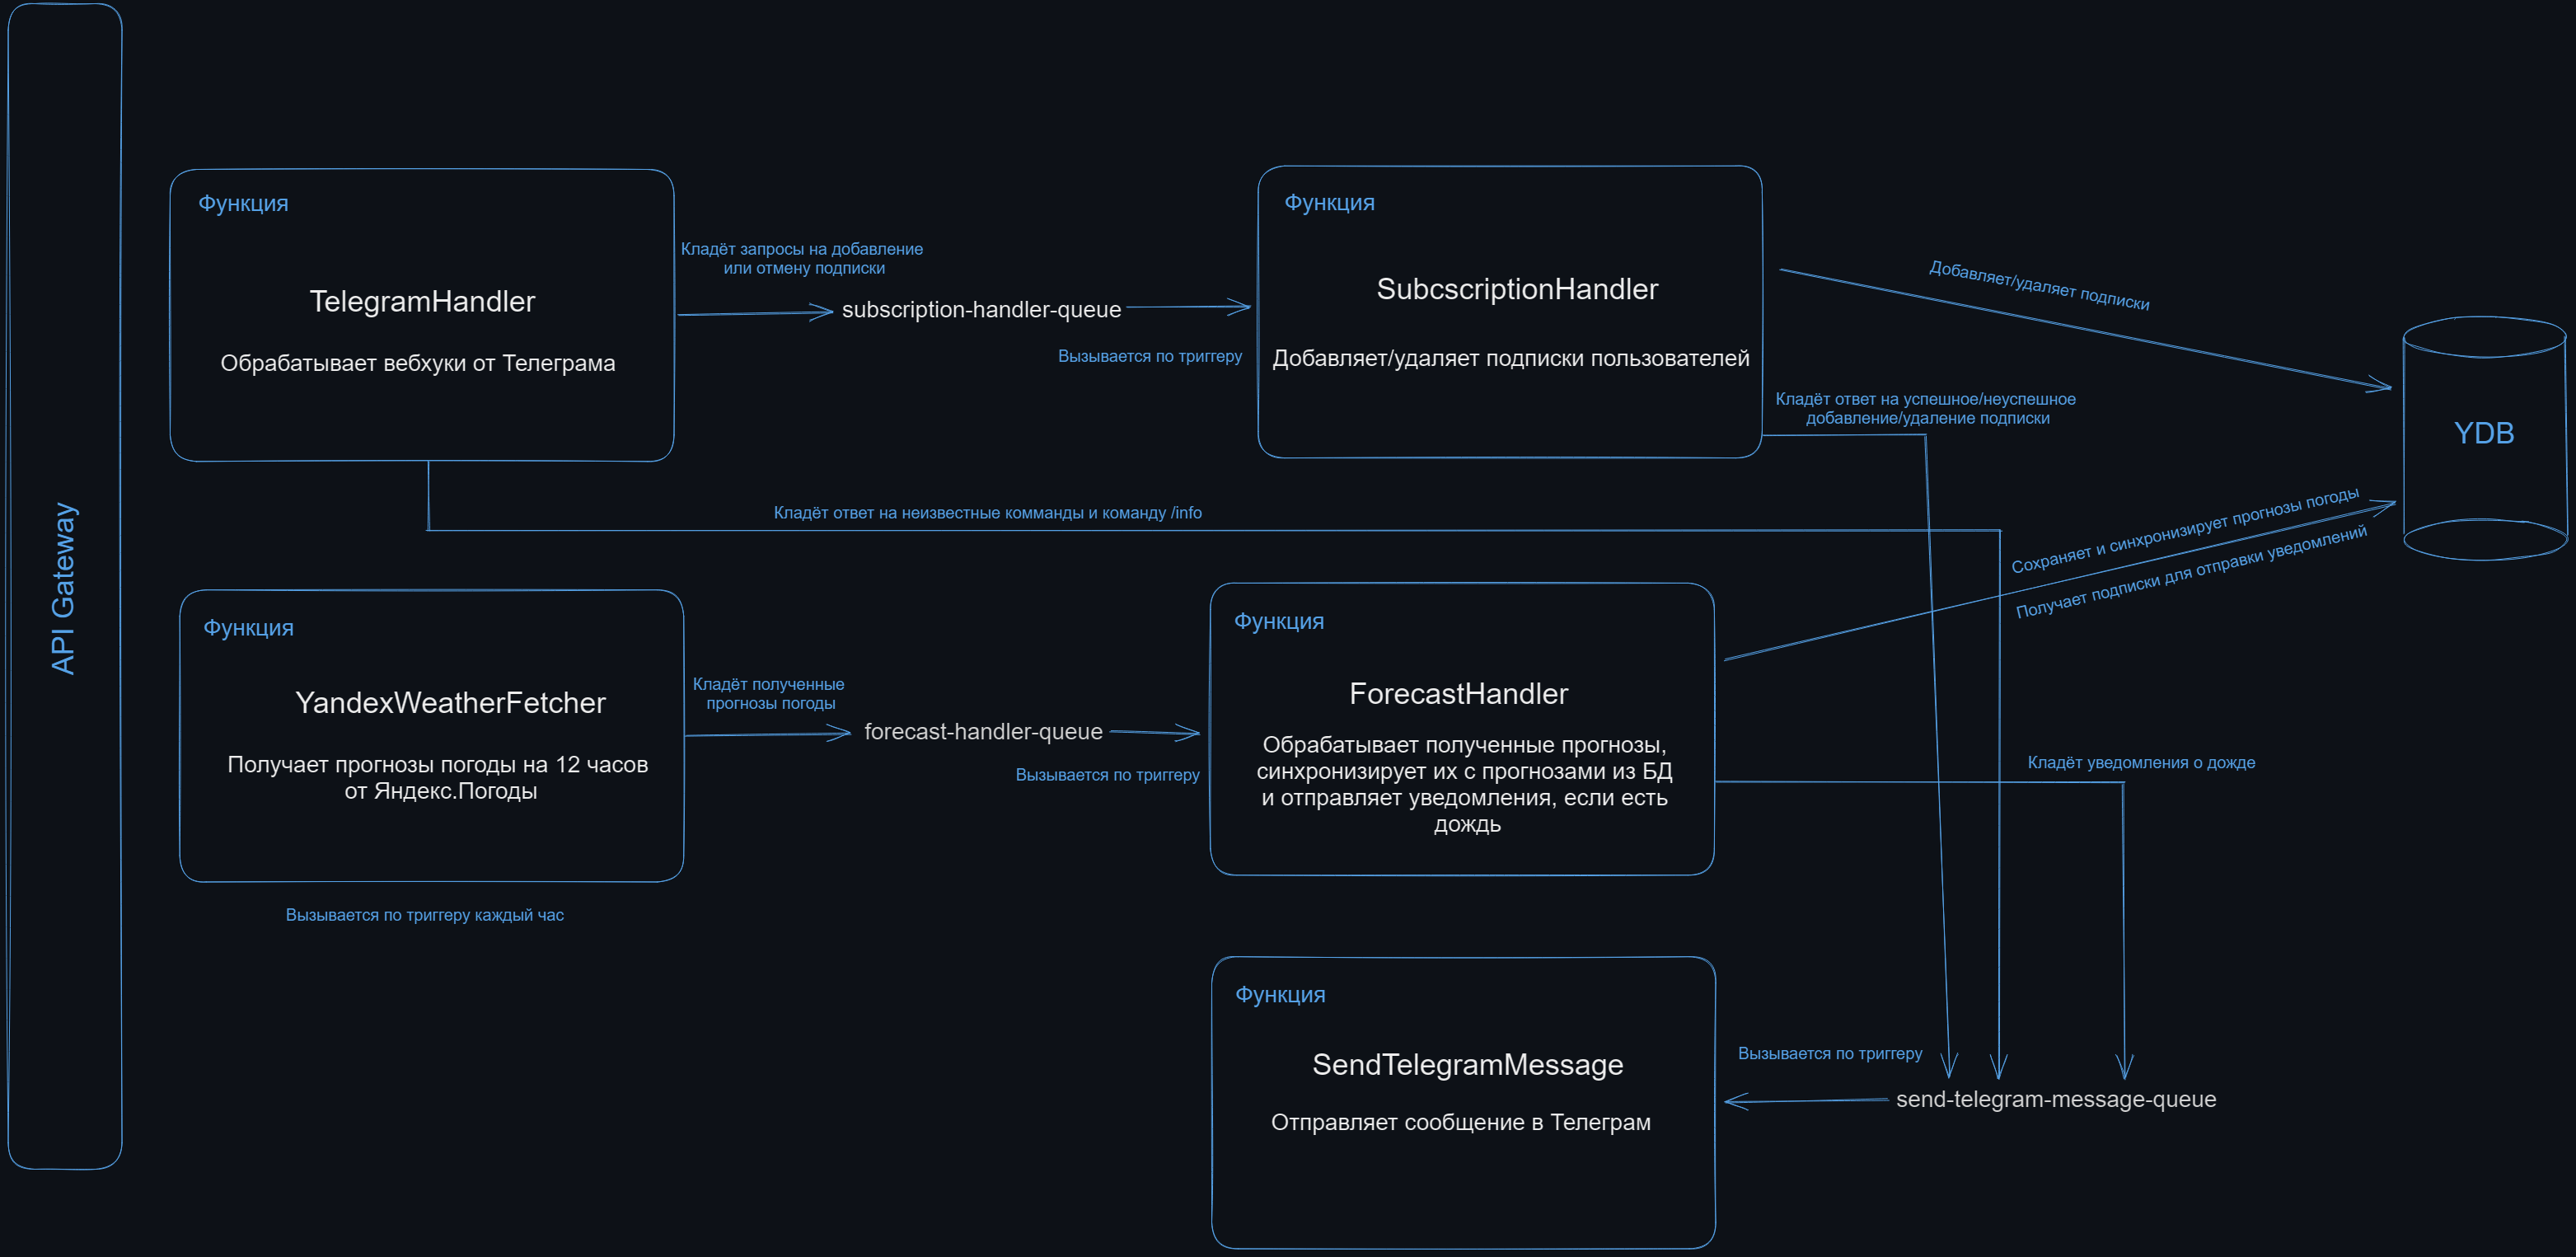 API Gateway
Функция
TelegramHandler
Обрабатывает вебхуки от Телеграма
Кладёт запросы на добавление
или отмену подписки
subscription-handler-queue
Вызывается по триггеру
Функция
SubcscriptionHandler
Добавляет/удаляет подписки пользователей
Добавляет/удаляет подписки
Кладёт ответ на успешное/неуспешное
добавление/удаление подписки
YDB
Кладёт ответ на неизвестные комманды и команду /info
Сохраняет и синхронизирует прогнозы погоды
Получает подписки для отправки уведомлений
Функция
YandexWeatherFetcher
Получает прогнозы погоды на 12 часов
от Яндекс.Погоды
Вызывается по триггеру каждый час
Кладёт полученные
прогнозы погоды
forecast-handler-queue
Вызывается по триггеру
Функция
ForecastHandler
Обрабатывает полученные прогнозы,
синхронизирует их с прогнозами из БД
и отправляет уведомления, если есть
дождь
Кладёт уведомления о дожде
Функция
SendTelegramMessage
Отправляет сообщение в Телеграм
Вызывается по триггеру
send-telegram-message-queue